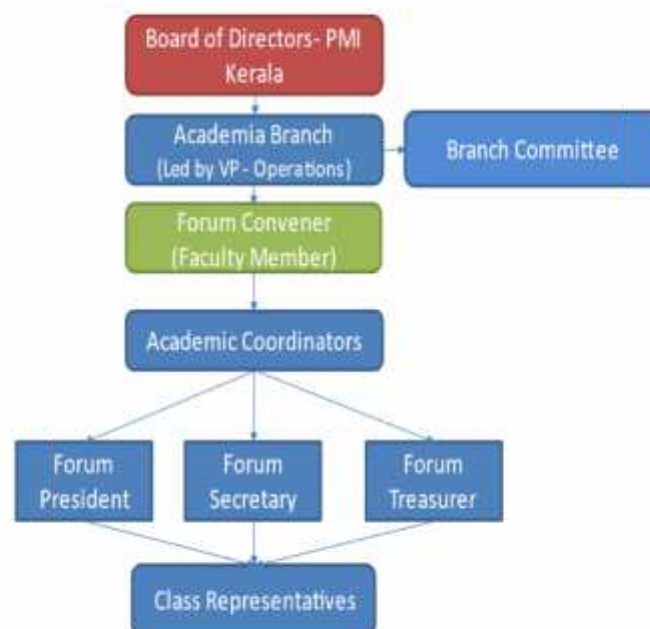 Board of Directors- PMI
Kerala
Academia Branch
(Led by VP - Operations)
Branch Committee
Forum Convener
(Faculty Member)
Academic Coordinators
Forum
President
Forum
Secretary
Forum
Treasurer
Class Representatives